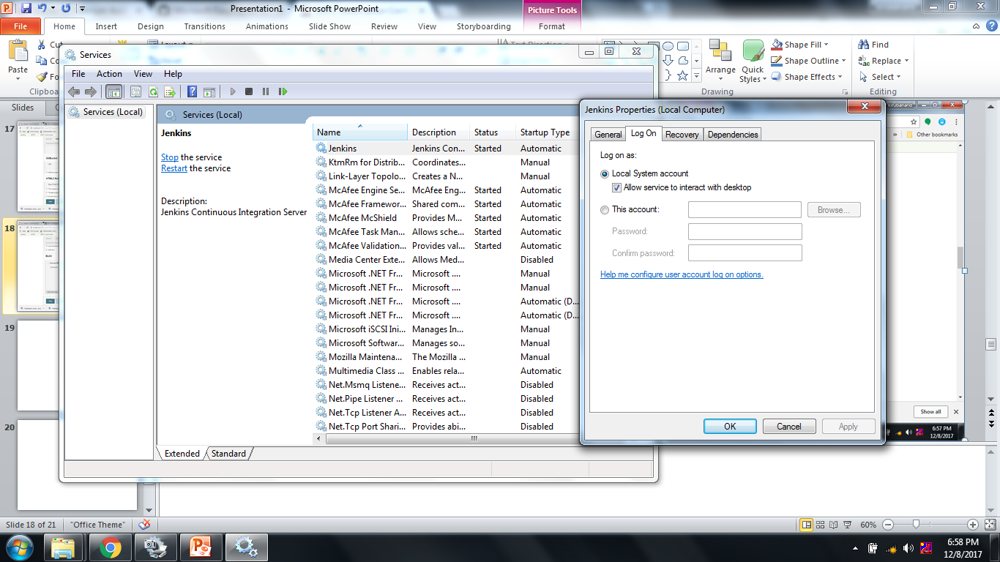 Presentation1 - Microsoft PowerPoint
Picture Tools
File Home Insert Design Transitions Animations Slide Show Review View Storyboarding Format
Paste
Clipboard
Arrange
Quick Styles
Shape Fill
Shape Outline
Shape Effects
Drawing
Find
Replace
Select
Editing
Slides
17
18
19
20
Services
File Action View Help
Services (Local)
Services (Local)
Jenkins
Stop the service
Restart the service
Description:
Jenkins Continuous Integration Server
Name Description Status Startup Type
Jenkins Jenkins Con... Started Automatic
KtmRm for Distrib... Coordinates... Manual
Link-Layer Topolo... Creates a N... Manual
McAfee Engine Se... McAfee Eng... Started Automatic
McAfee Framewor... Shared com... Started Automatic
McAfee McShield Provides M... Started Automatic
McAfee Task Man... Allows sche... Started Automatic
McAfee Validation... Provides val... Started Automatic
Media Center Exte... Allows Med... Disabled
Microsoft .NET Fr... Microsoft .... Manual
Microsoft .NET Fr... Microsoft .... Manual
Microsoft .NET Fr... Microsoft .... Automatic (D...
Microsoft .NET Fr... Microsoft .... Automatic (D...
Microsoft iSCSI Ini... Manages In... Manual
Microsoft Softwar... Manages so... Manual
Mozilla Maintena... The Mozilla ... Manual
Multimedia Class ... Enables rela... Automatic
Net.Msmq Listene... Receives act... Disabled
Net.Pipe Listener ... Receives act... Disabled
Net.Tcp Listener A... Receives act... Disabled
Net.Tcp Port Shari... Provides abi... Disabled
Extended Standard
Jenkins Properties (Local Computer)
General Log On Recovery Dependencies
Log on as:
Local System account
Allow service to interact with desktop
This account:
Browse...
Password:
Confirm password:
Help me configure user account log on options.
OK Cancel Apply
Other bookmarks
Show all
6:57 PM
12/8/2017
Slide 18 of 21 "Office Theme" 60%
6:58 PM
12/8/2017